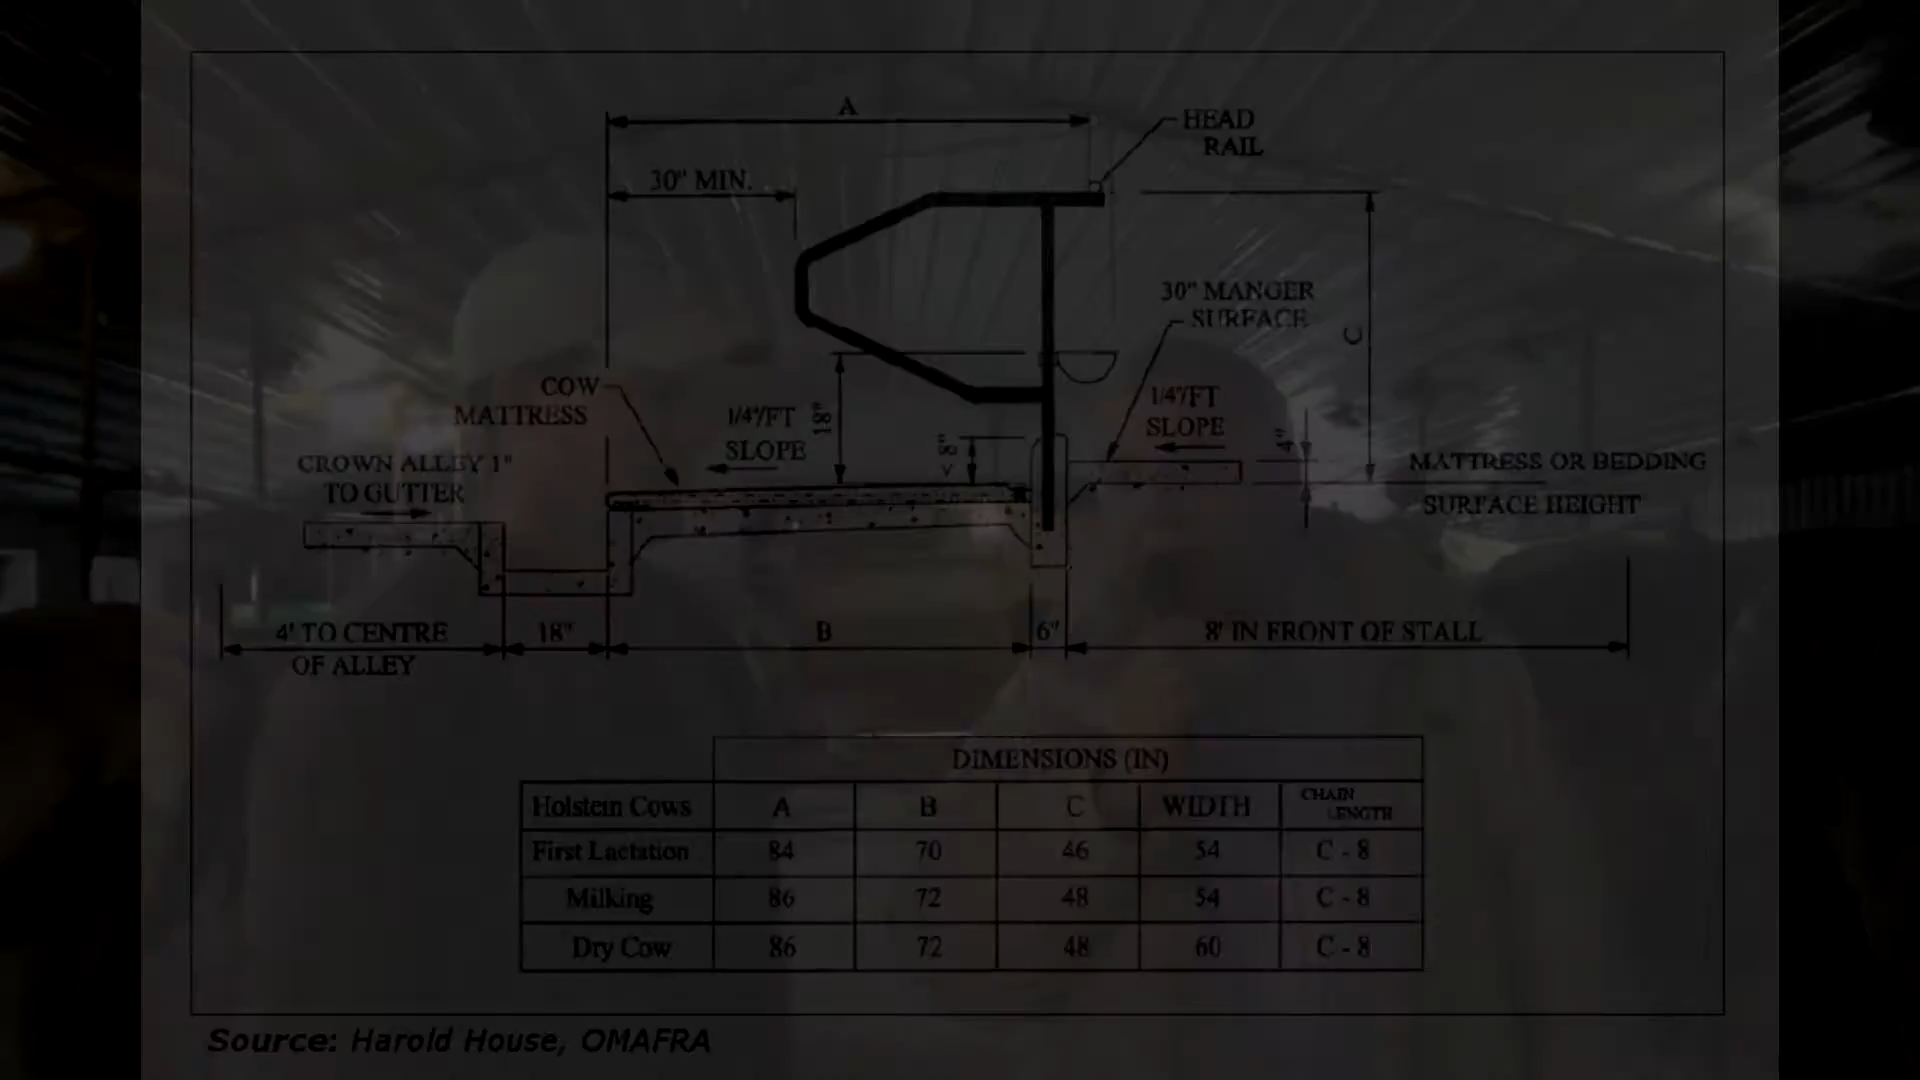 A
HEAD
RAIL
30" MIN.
30" MANGER
SURFACE
C
COW
MATTRESS
1/4"/FT
SLOPE
18"
1/4"/FT
SLOPE
4"
< 8"
CROWN ALLEY 1"
TO GUTTER
MATTRESS OR BEDDING
SURFACE HEIGHT
4' TO CENTRE
OF ALLEY
18"
B
6"
8' IN FRONT OF STALL
DIMENSIONS (IN)
Holstein Cows A B C WIDTH CHAIN LENGTH
First Lactation 84 70 46 54 C - 8
Milking 86 72 48 54 C - 8
Dry Cow 86 72 48 60 C - 8
Source: Harold House, OMAFRA